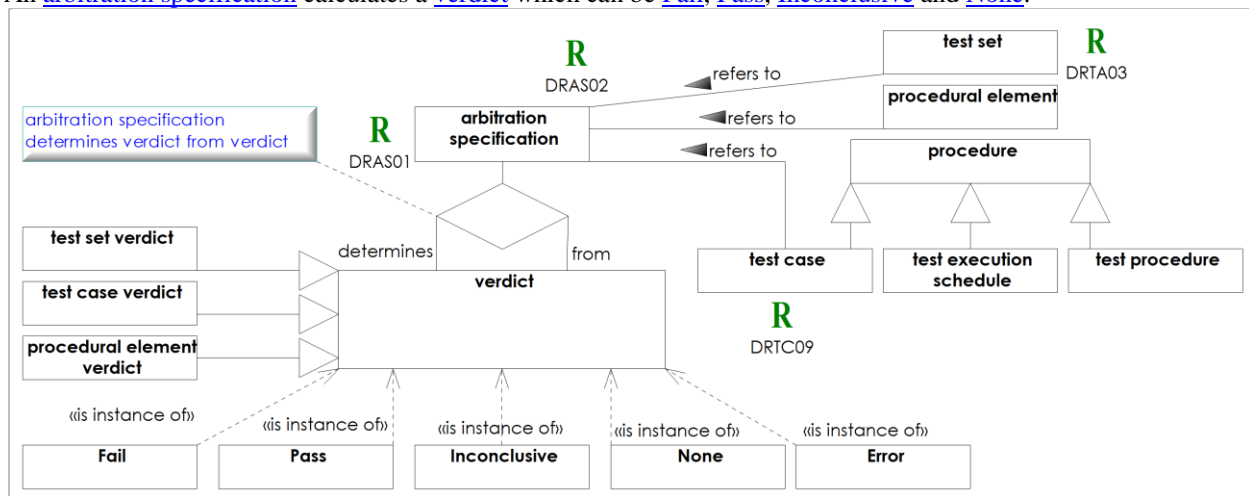 An arbitration specification calculates a verdict which can be Fail, Pass, Inconclusive and None.
R
DRAS02
refers to
test set
R
DRTA03
arbitration specification
determines verdict from verdict
R
DRAS01
arbitration
specification
refers to
procedural element
refers to
procedure
test set verdict
determines
from
test case
test execution
schedule
test procedure
test case verdict
verdict
R
DRTC09
procedural element
verdict
«is instance of»
«is instance of»
«is instance of»
«is instance of»
«is instance of»
Fail
Pass
Inconclusive
None
Error